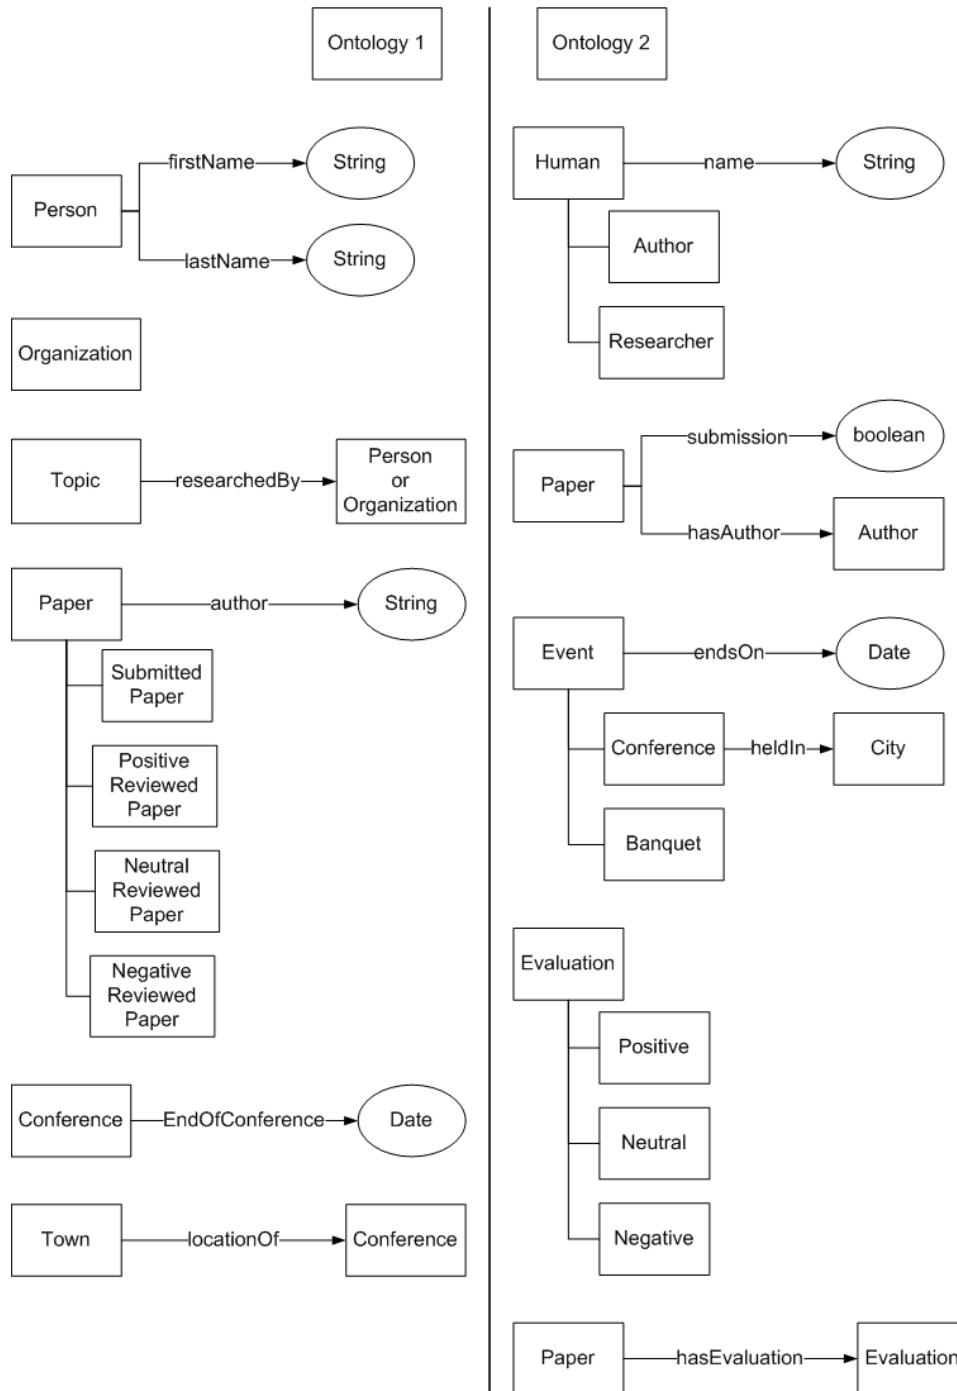 Ontology 1
Person
firstName
String
lastName
String
Organization
Topic
researchedBy
Person
or
Organization
Paper
author
String
Submitted
Paper
Positive
Reviewed
Paper
Neutral
Reviewed
Paper
Negative
Reviewed
Paper
Conference
EndOfConference
Date
Town
locationOf
Conference
Ontology 2
Human
name
String
Author
Researcher
Paper
submission
boolean
hasAuthor
Author
Event
endsOn
Date
Conference
heldIn
City
Banquet
Evaluation
Positive
Neutral
Negative
Paper
hasEvaluation
Evaluation